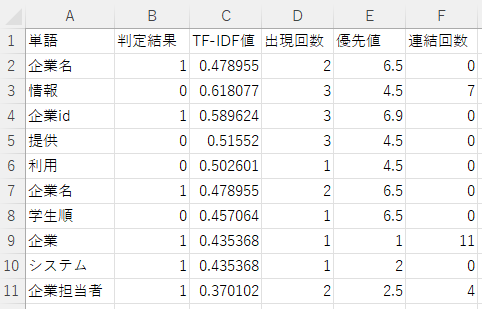 A B C D E F
1 単語 判定結果 TF-IDF値 出現回数 優先値 連結回数
2 企業名 1 0.478955 2 6.5 0
3 情報 0 0.618077 3 4.5 7
4 企業id 1 0.589624 3 6.9 0
5 提供 0 0.51552 3 4.5 0
6 利用 0 0.502601 1 4.5 0
7 企業名 1 0.478955 2 6.5 0
8 学生順 0 0.457064 1 6.5 0
9 企業 1 0.435368 1 1 11
10 システム 1 0.435368 1 2 0
11 企業担当者 1 0.370102 2 2.5 4